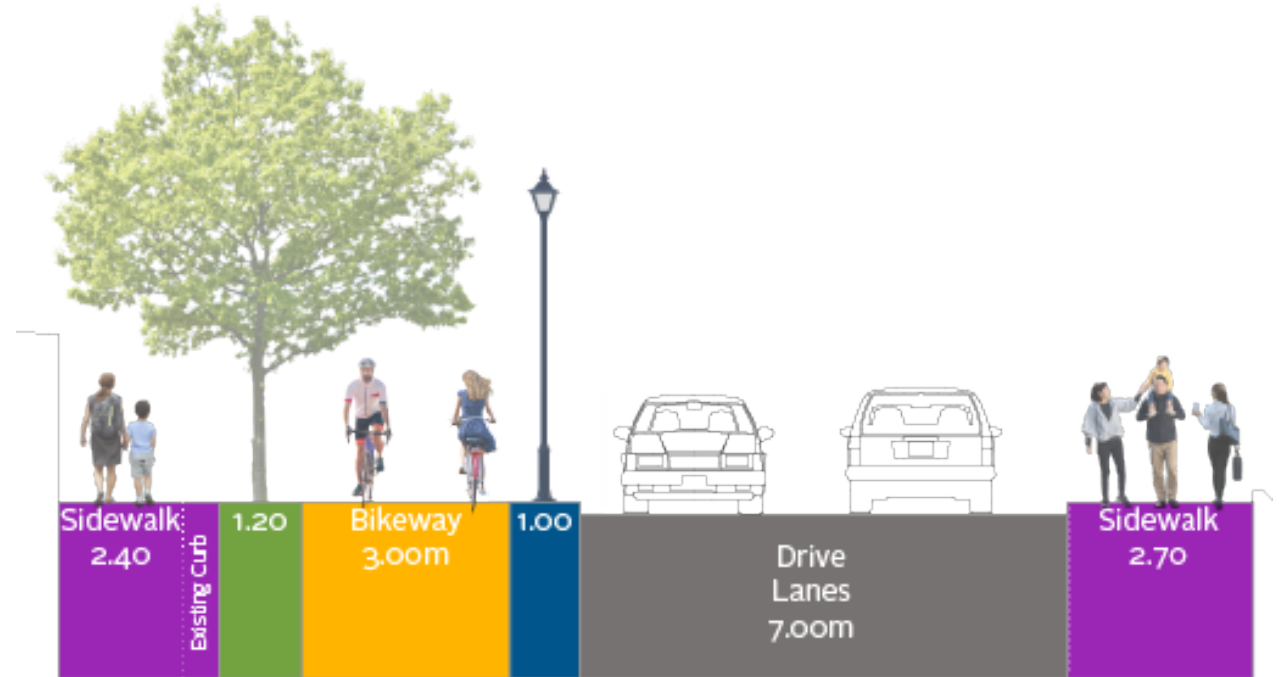 Sidewalk
2.40
Existing Curb
1.20
Bikeway
3.00m
1.00
Drive
Lanes
7.00m
Sidewalk
2.70